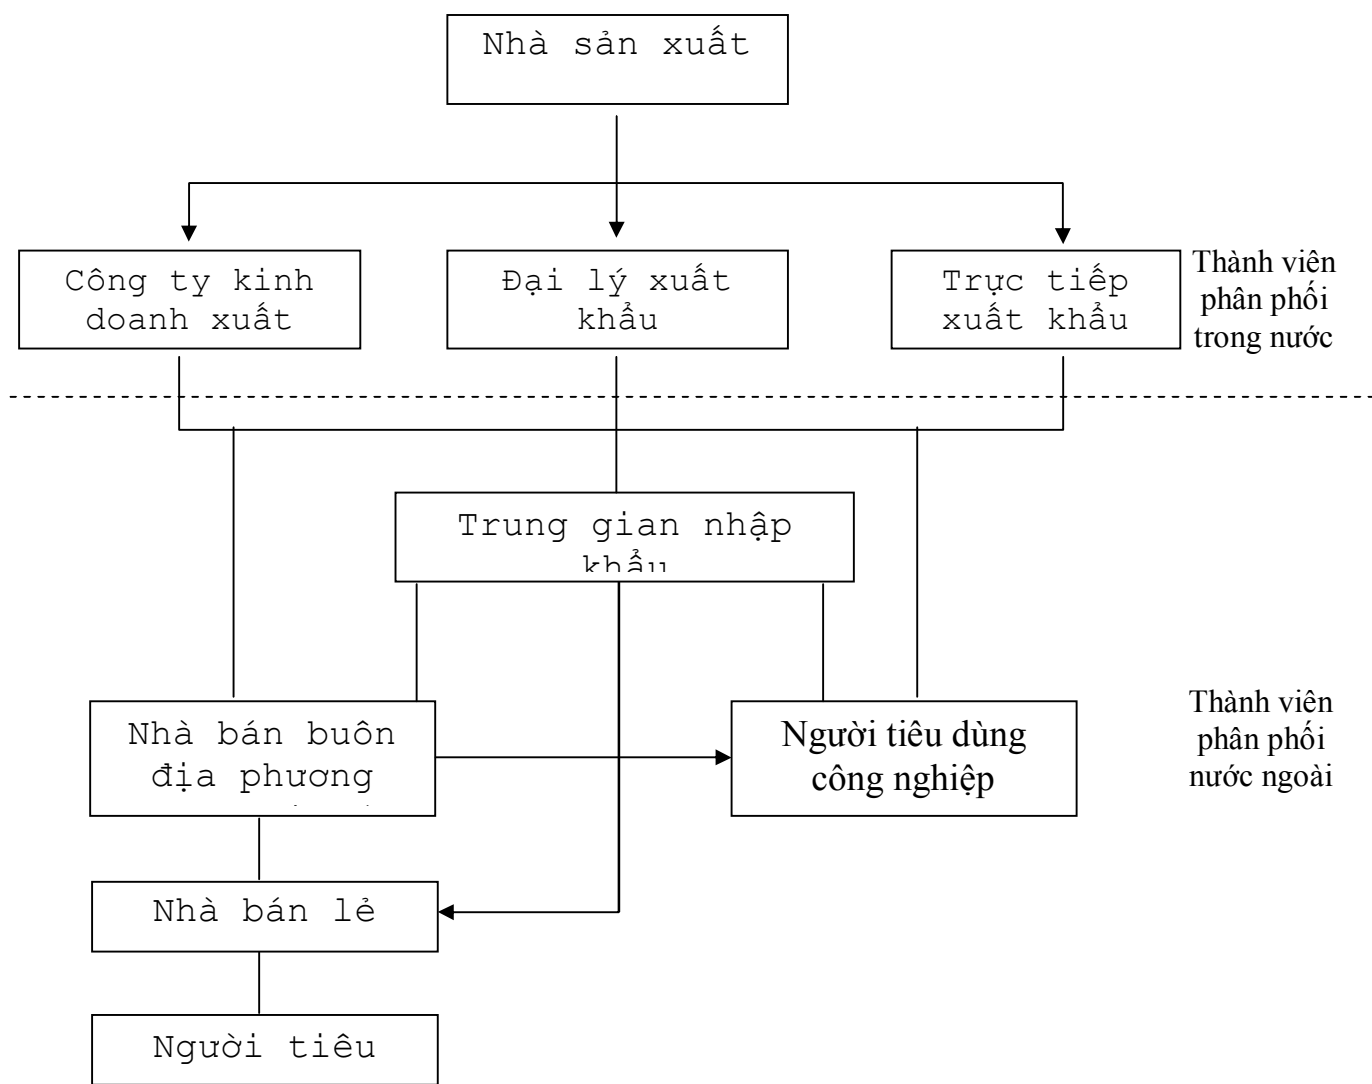 Nhà sản xuất
Công ty kinh
doanh xuất
Đại lý xuất
khẩu
Trực tiếp
xuất khẩu
Thành viên
phân phối
trong nước
Trung gian nhập
khẩu
Nhà bán buôn
địa phương
Người tiêu dùng
công nghiệp
Thành viên
phân phối
nước ngoài
Nhà bán lẻ
Người tiêu